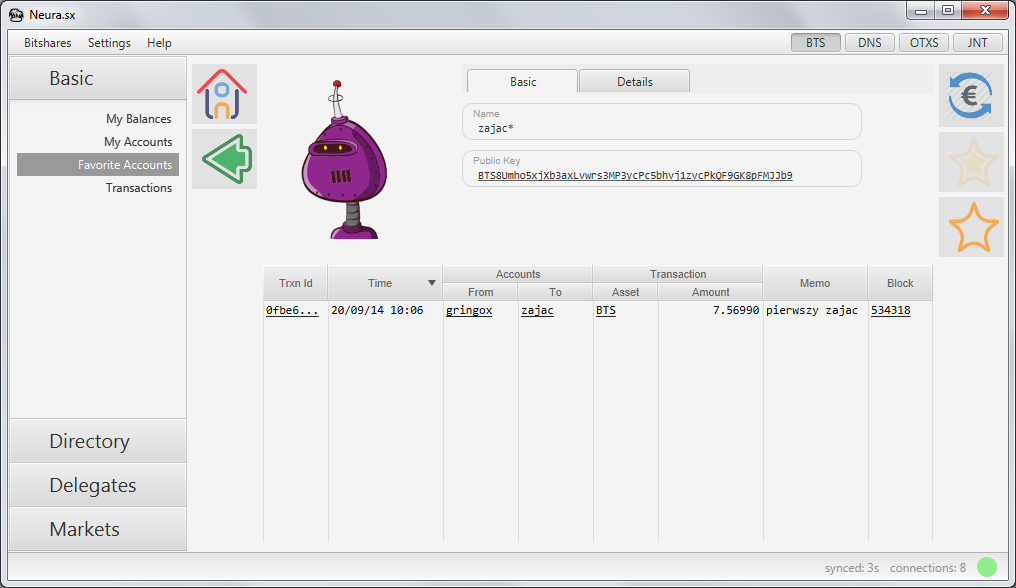 Neura.sx
Bitshares Settings Help
BTS DNS OTXS JNT
Basic
My Balances
My Accounts
Favorite Accounts
Transactions
Directory
Delegates
Markets
Basic Details
Name
zajac*
Public Key
BTS8Umho5xjXb3axLvwrs3MP3ycPc5bhvj1zvcPkQF9GK8pFMJJb9
Trxn Id Time Accounts Transaction Memo Block
From To Asset Amount
0fbe6... 20/09/14 10:06 gringox zajac BTS 7.56990 pierwszy zajac 534318
synced: 3s connections: 8